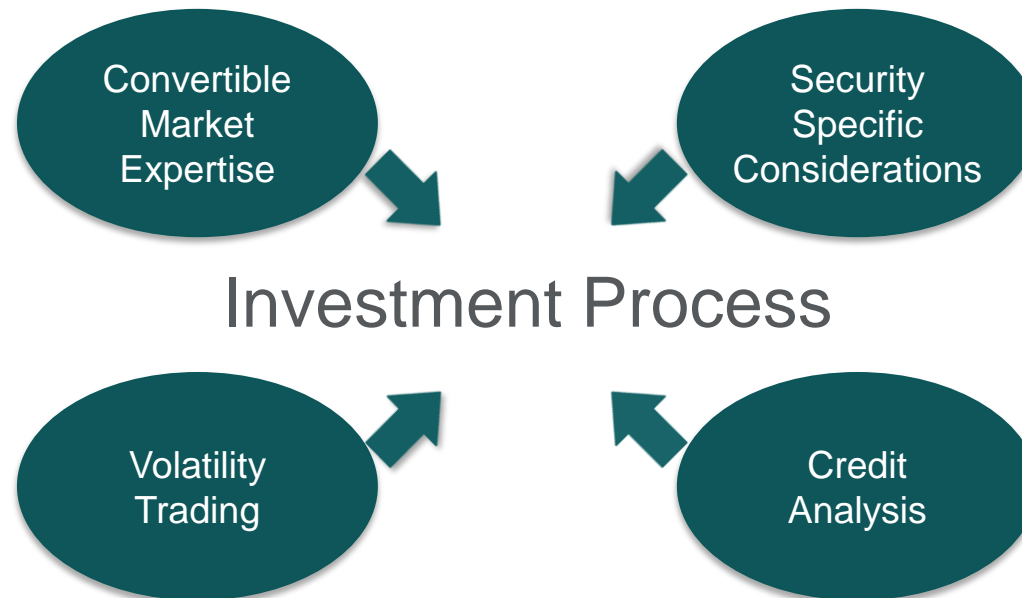 Convertible
Market
Expertise
Security
Specific
Considerations
Investment Process
Volatility
Trading
Credit
Analysis